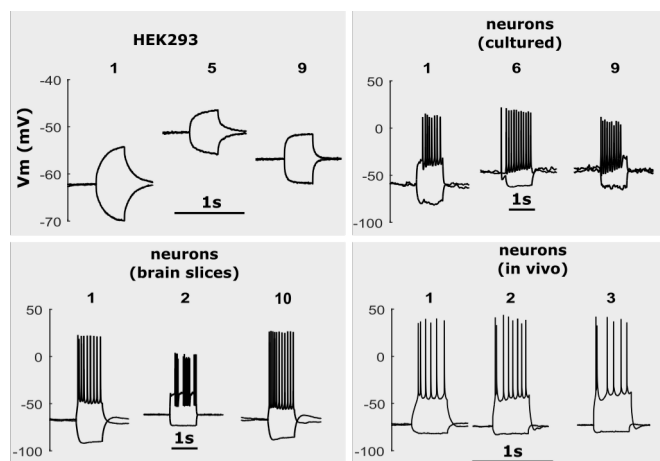 HEK293
1 5 9
-40
-50
-60
-70
Vm (mV)
1s
neurons
(cultured)
1 6 9
50
0
-50
-100
1s
neurons
(brain slices)
1 2 10
50
0
-50
-100
1s
neurons
(in vivo)
1 2 3
50
0
-50
-100
1s